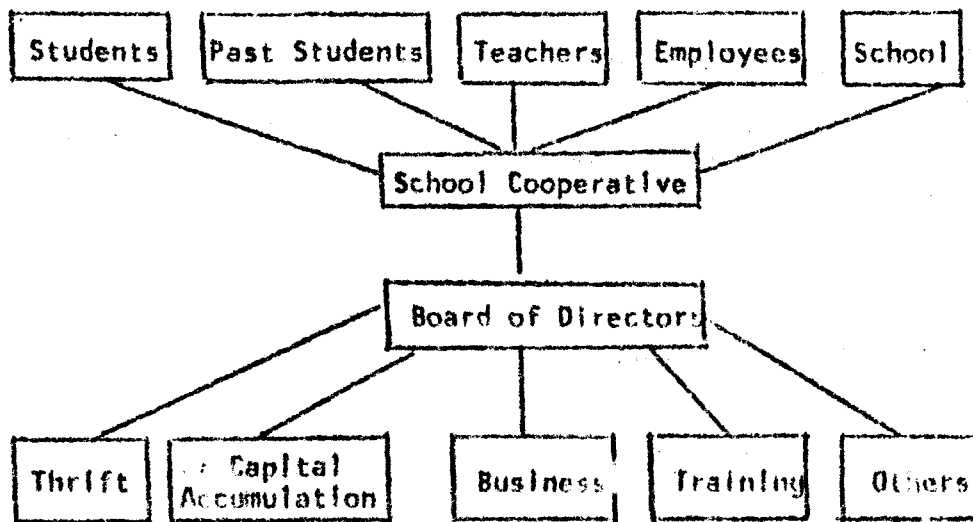 Students Past Students Teachers Employees School
School Cooperative
Board of Directors
Thrift Capital Accumulation Business Training Others